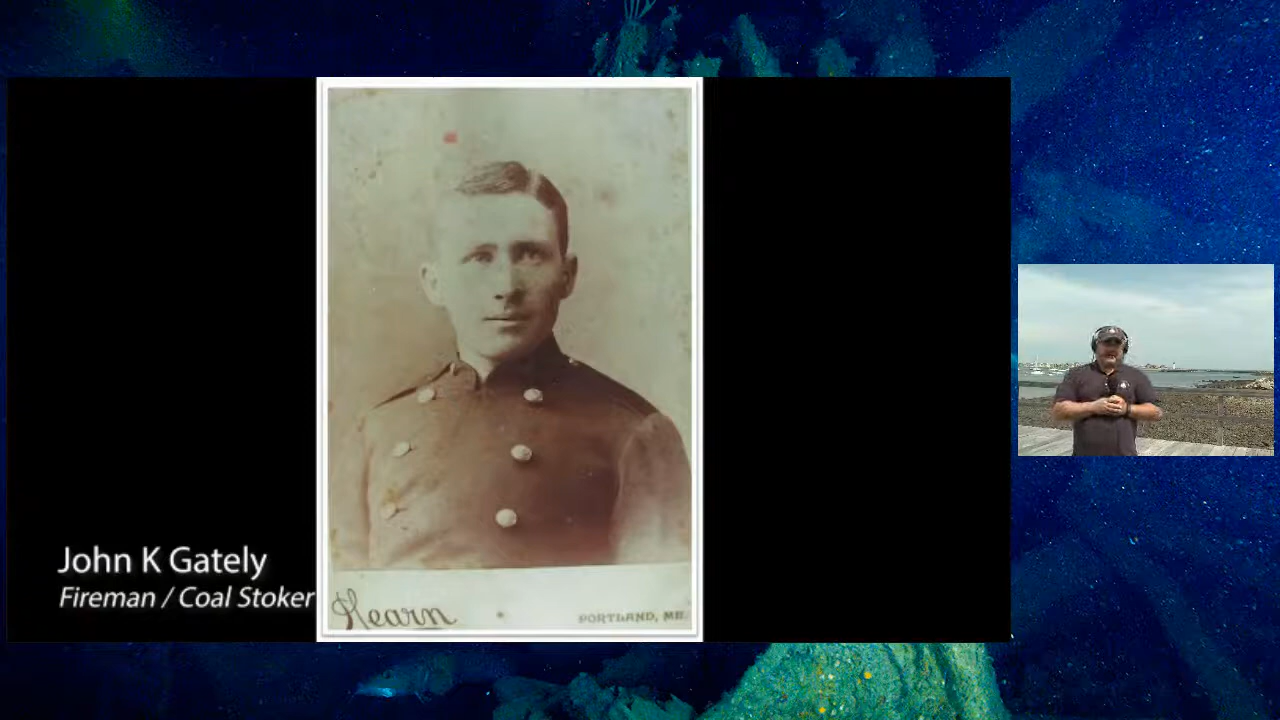 John K Gately
Fireman / Coal Stoker
Hearn
PORTLAND, ME.